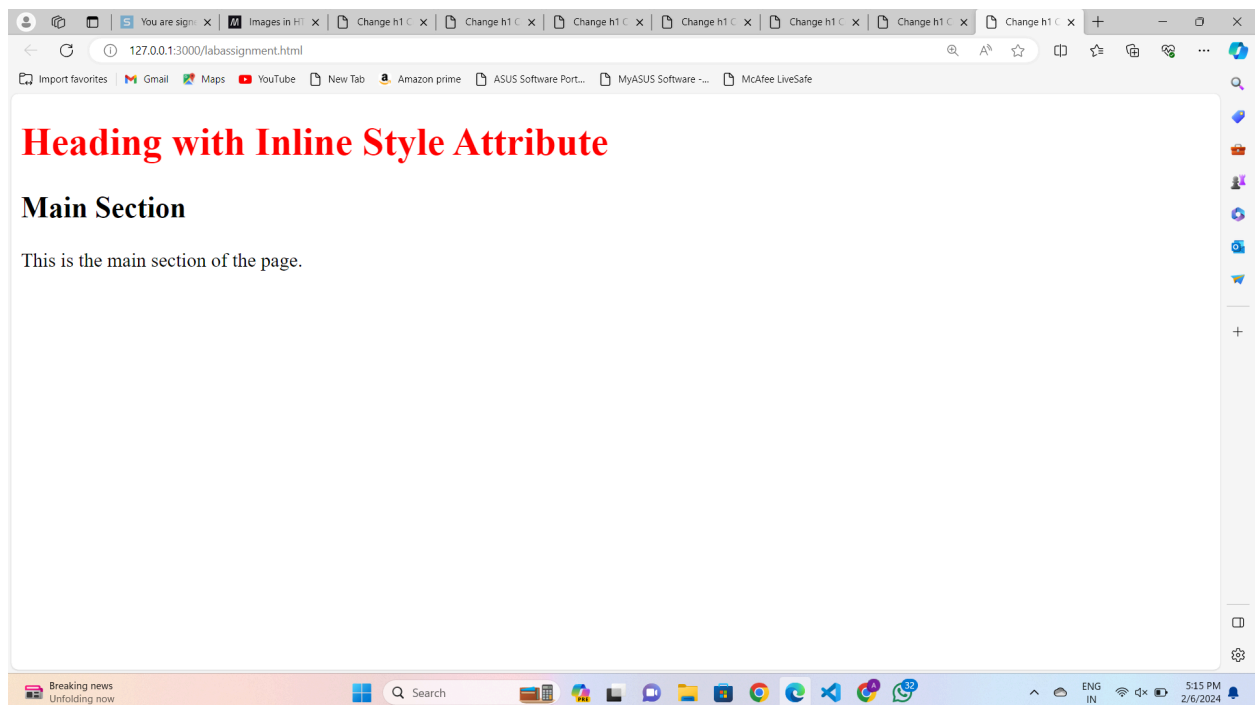 You are sign
Images in HT
Change h1 C
Change h1 C
Change h1 C
Change h1 C
Change h1 C
Change h1 C
Change h1 C
127.0.0.1:3000/labassignment.html
Import favorites Gmail Maps YouTube New Tab Amazon prime ASUS Software Port... MyASUS Software -... McAfee LiveSafe
Heading with Inline Style Attribute
Main Section
This is the main section of the page.
Breaking news
Unfolding now
Search
PRE
32
ENG
IN
5:15 PM
2/6/2024